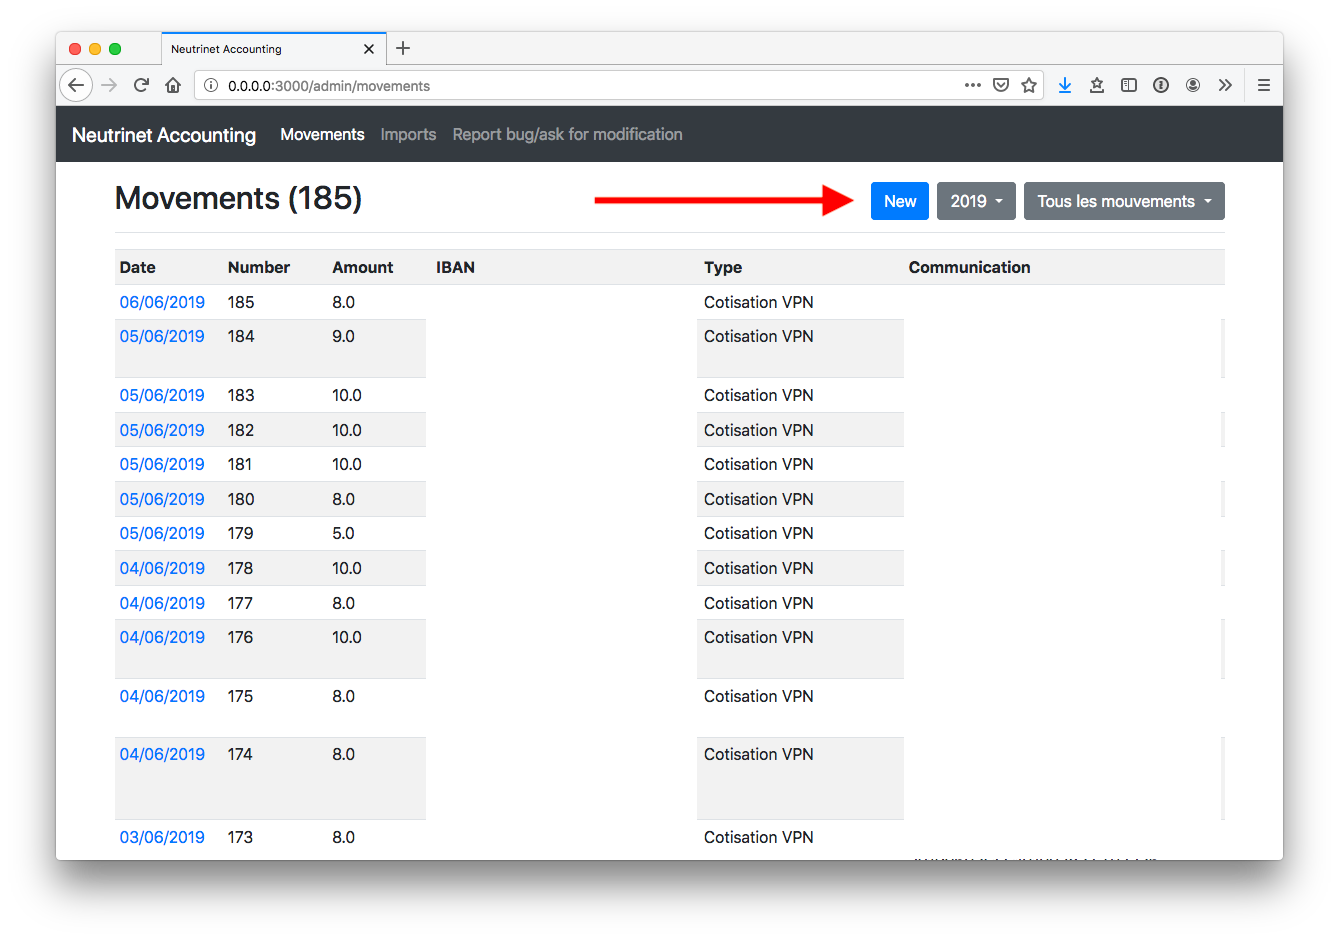 Neutrinet Accounting
0.0.0.0:3000/admin/movements
Neutrinet Accounting Movements Imports Report bug/ask for modification
Movements (185) New 2019 Tous les mouvements
Date Number Amount IBAN Type Communication
06/06/2019 185 8.0 Cotisation VPN
05/06/2019 184 9.0 Cotisation VPN
05/06/2019 183 10.0 Cotisation VPN
05/06/2019 182 10.0 Cotisation VPN
05/06/2019 181 10.0 Cotisation VPN
05/06/2019 180 8.0 Cotisation VPN
05/06/2019 179 5.0 Cotisation VPN
04/06/2019 178 10.0 Cotisation VPN
04/06/2019 177 8.0 Cotisation VPN
04/06/2019 176 10.0 Cotisation VPN
04/06/2019 175 8.0 Cotisation VPN
04/06/2019 174 8.0 Cotisation VPN
03/06/2019 173 8.0 Cotisation VPN